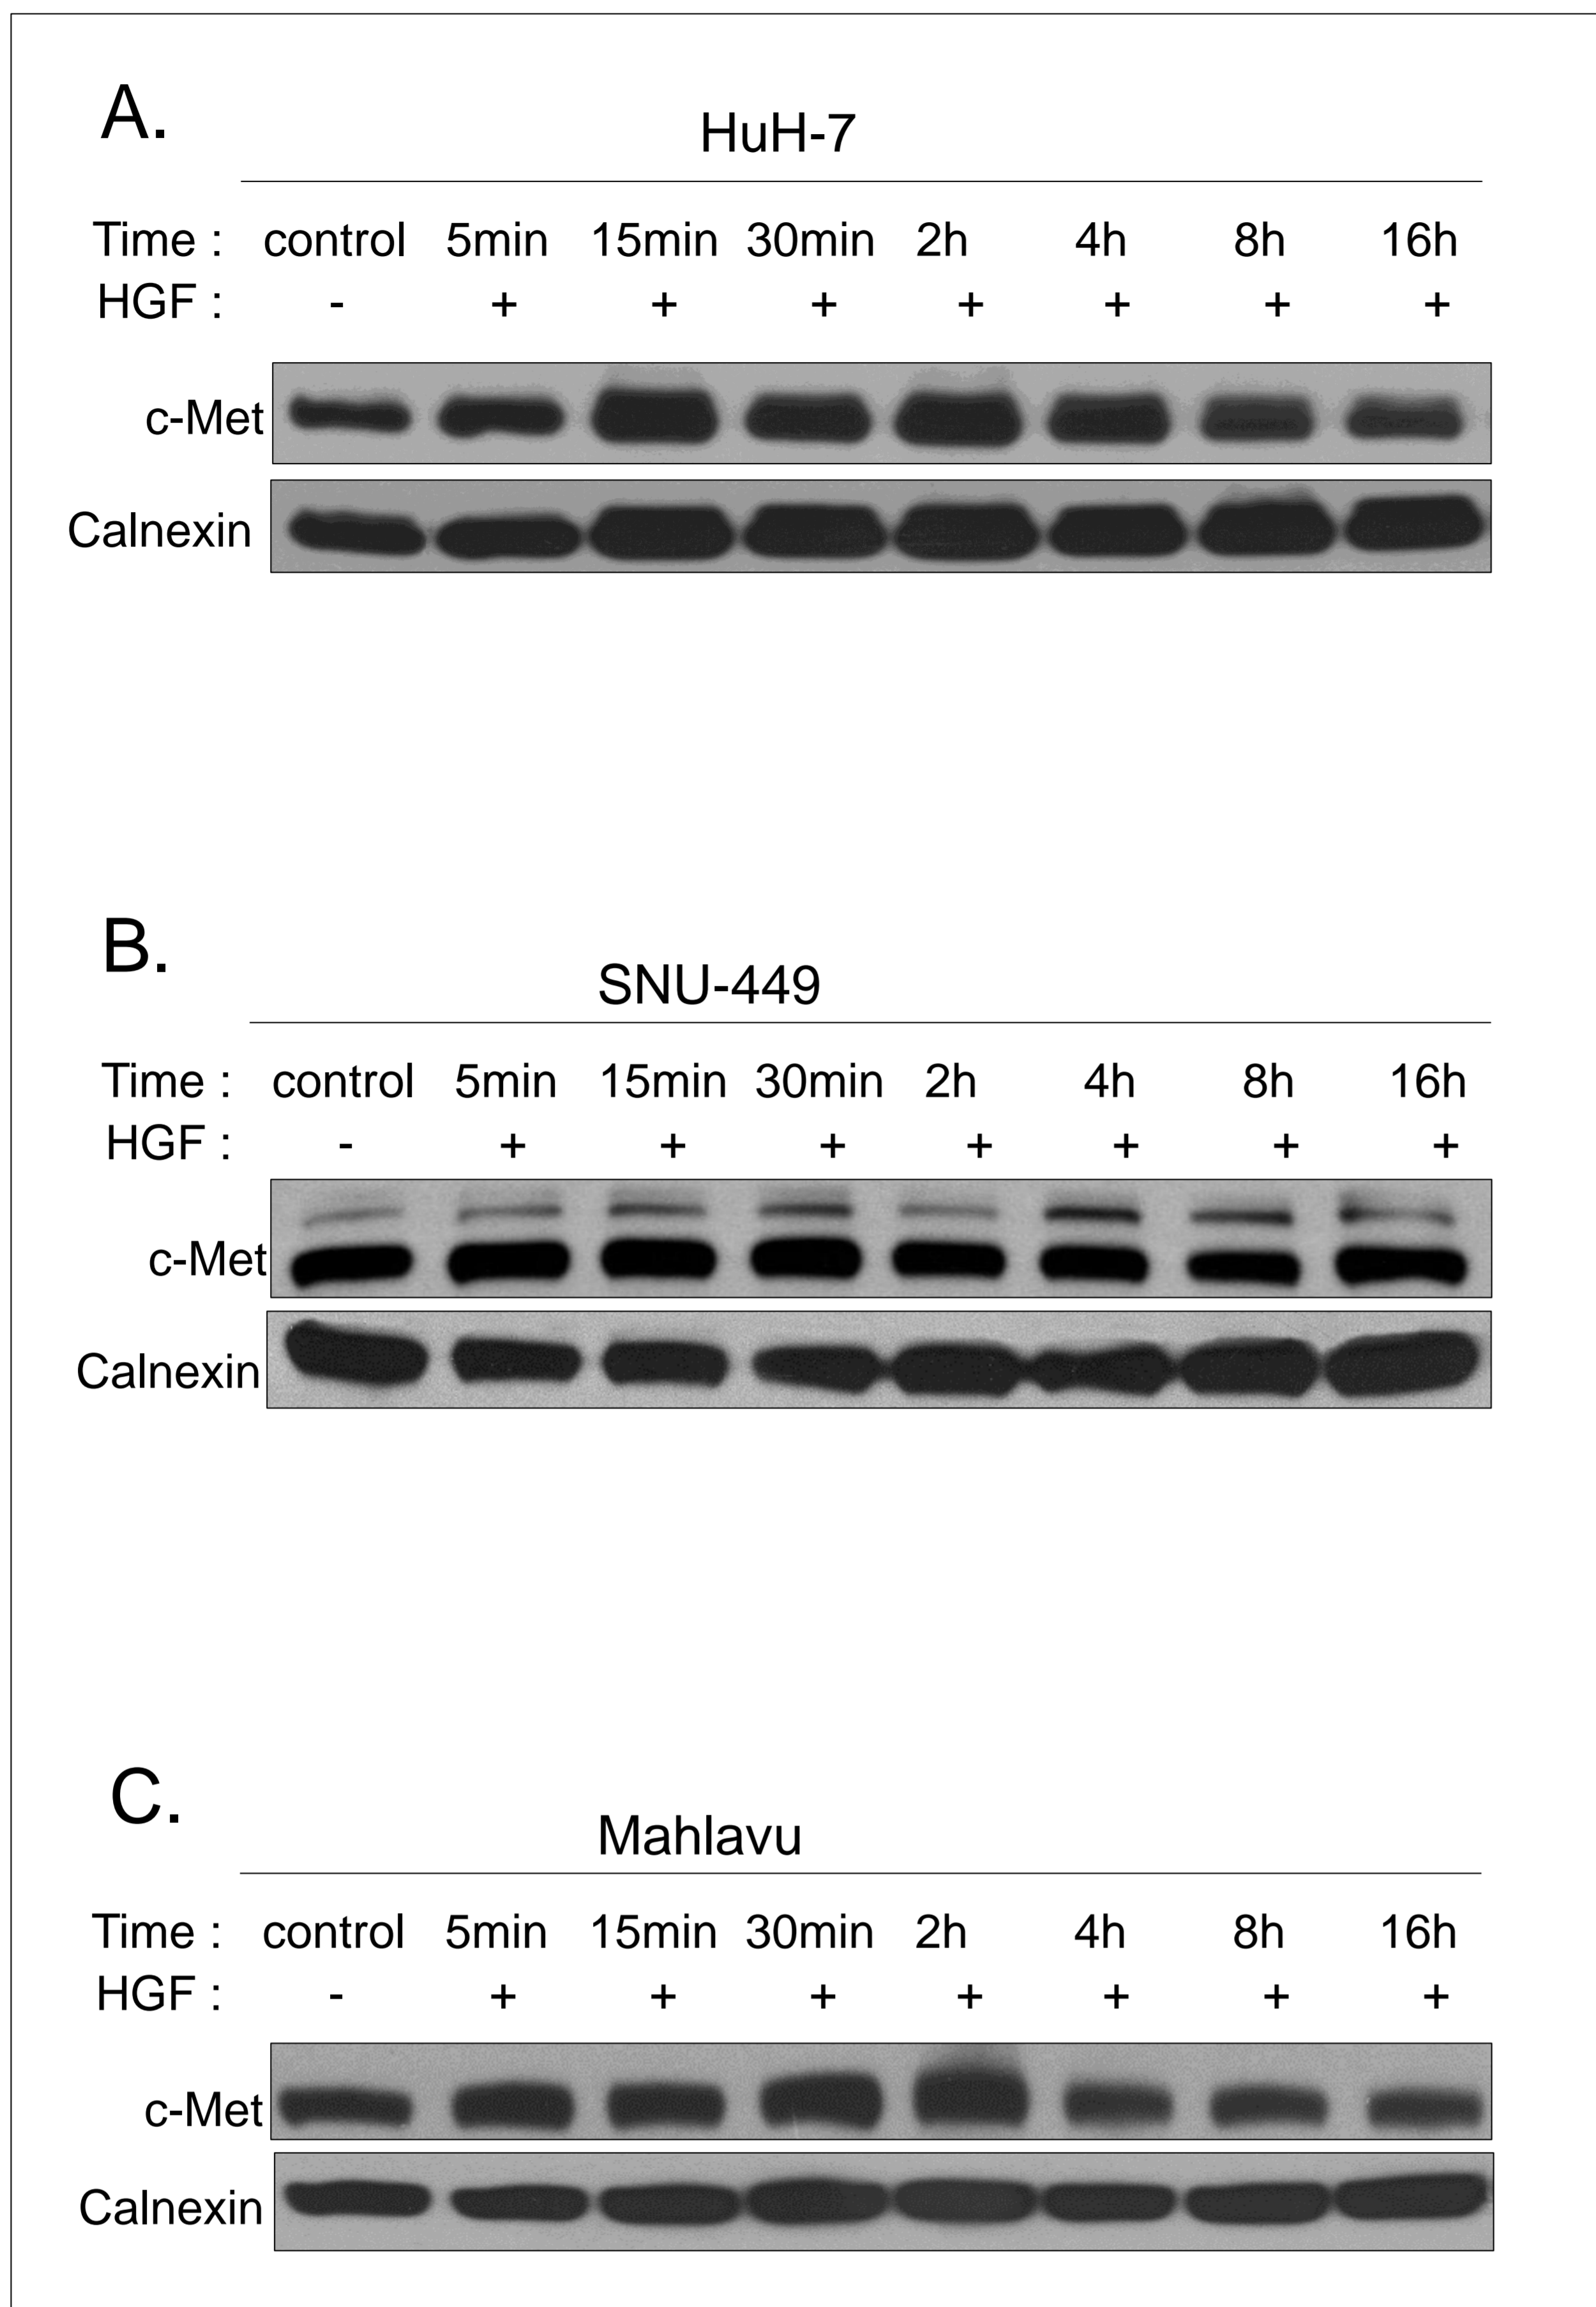 A.
HuH-7
Time : control 5min 15min 30min 2h 4h 8h 16h
HGF : - + + + + + + +
c-Met
Calnexin
B.
SNU-449
Time : control 5min 15min 30min 2h 4h 8h 16h
HGF : - + + + + + + +
c-Met
Calnexin
C.
Mahlavu
Time : control 5min 15min 30min 2h 4h 8h 16h
HGF : - + + + + + + +
c-Met
Calnexin